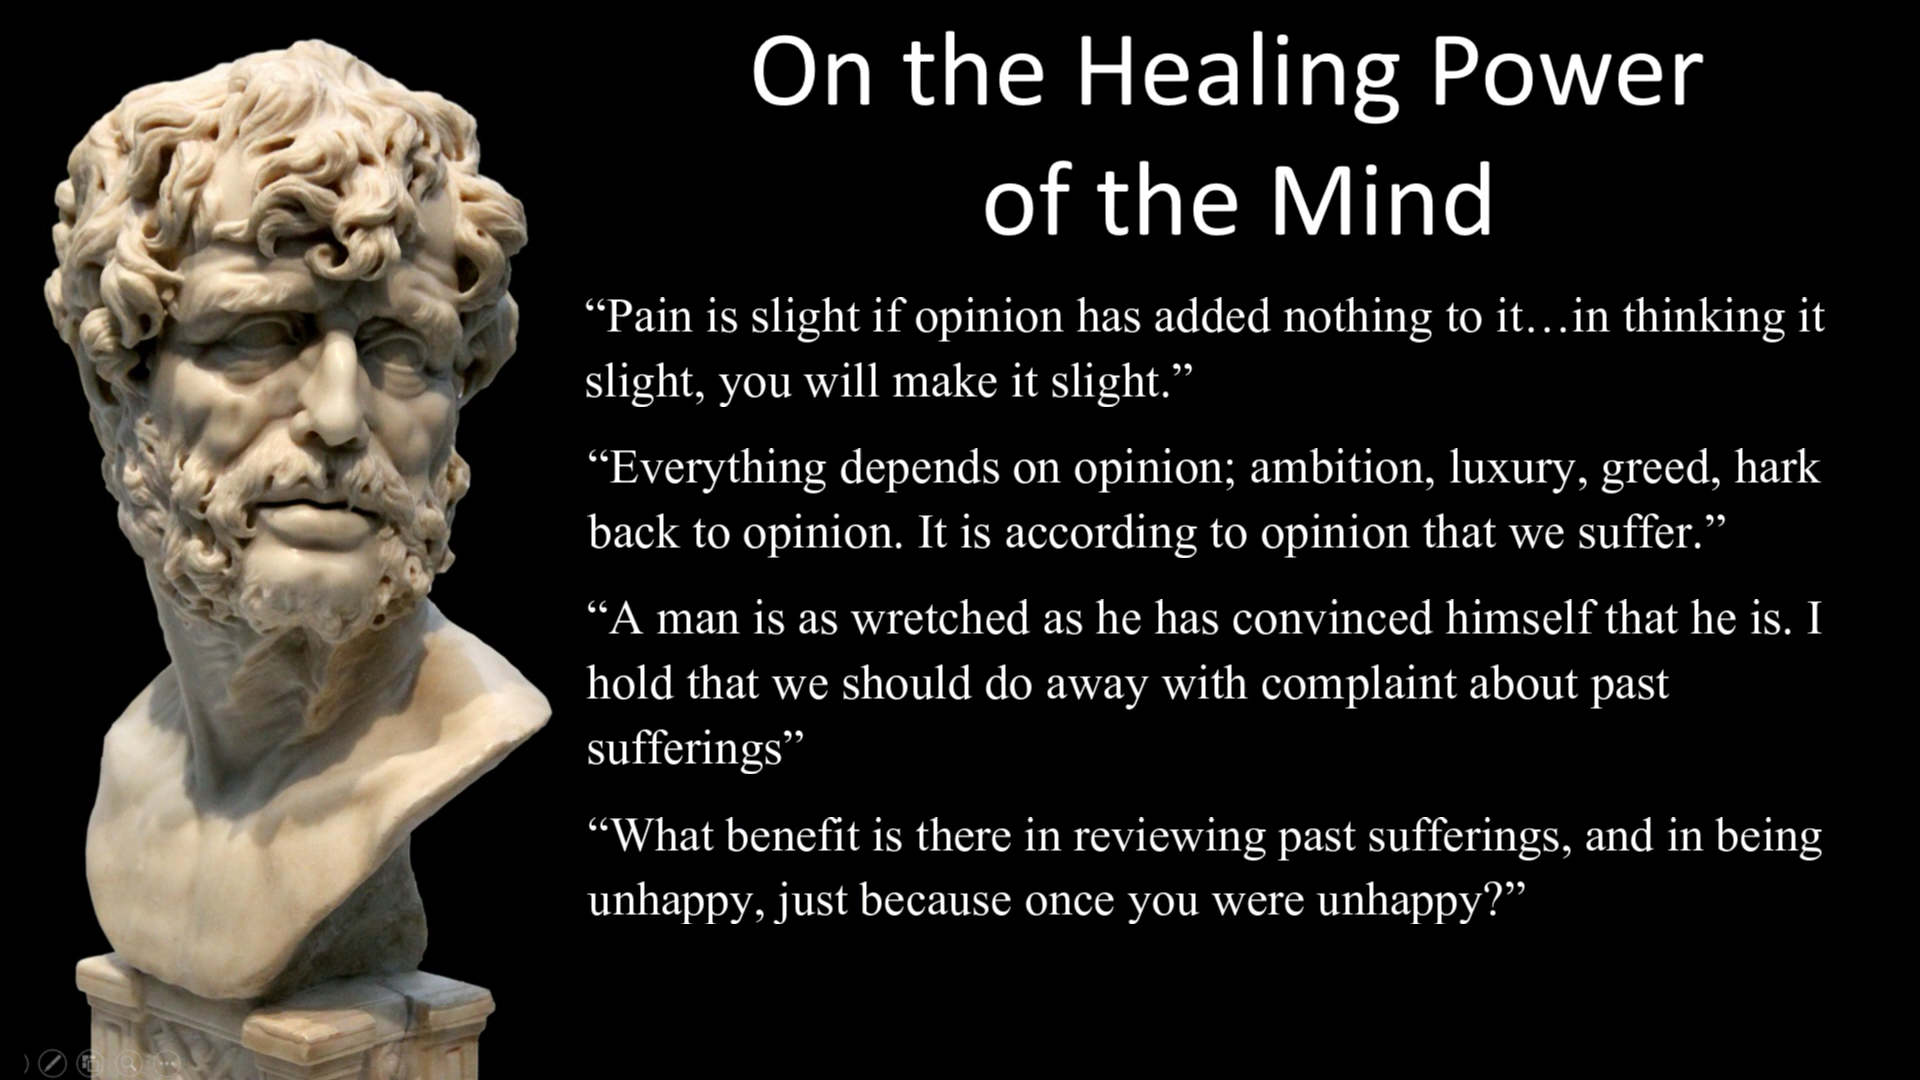 On the Healing Power
of the Mind
“Pain is slight if opinion has added nothing to it…in thinking it
slight, you will make it slight.”
“Everything depends on opinion; ambition, luxury, greed, hark
back to opinion. It is according to opinion that we suffer.”
“A man is as wretched as he has convinced himself that he is. I
hold that we should do away with complaint about past
sufferings”
“What benefit is there in reviewing past sufferings, and in being
unhappy, just because once you were unhappy?”